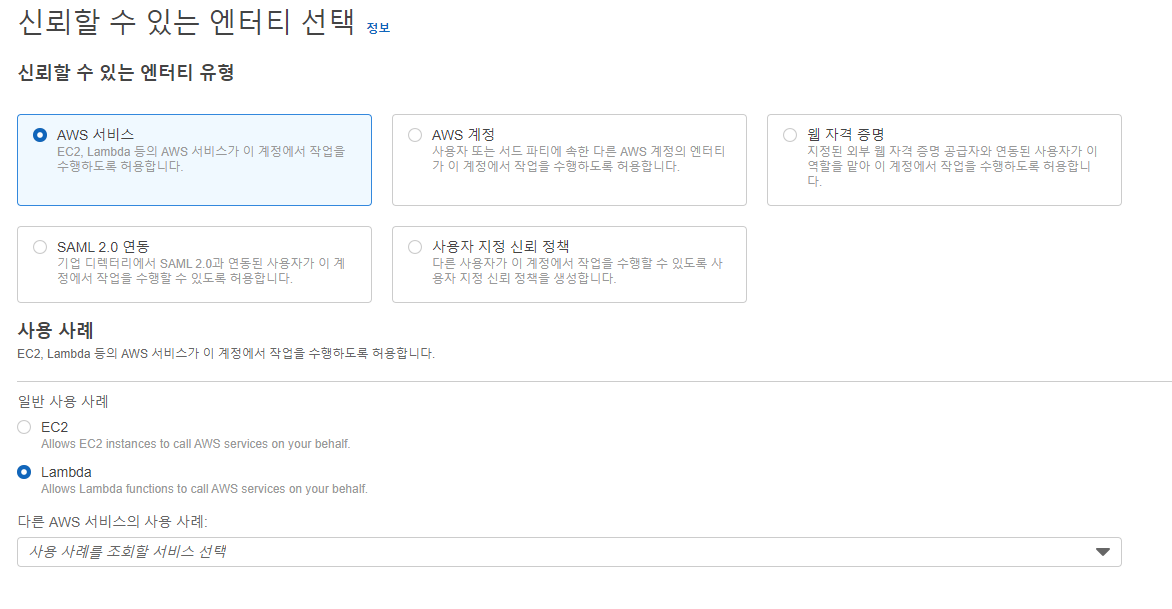 신뢰할 수 있는 엔터티 선택 정보
신뢰할 수 있는 엔터티 유형
AWS 서비스
EC2, Lambda 등의 AWS 서비스가 이 계정에서 작업을
수행하도록 허용합니다.
AWS 계정
사용자 또는 서드 파티에 속한 다른 AWS 계정의 엔터티
가 이 계정에서 작업을 수행하도록 허용합니다.
웹 자격 증명
지정된 외부 웹 자격 증명 공급자와 연동된 사용자가 이
역할을 맡아 이 계정에서 작업을 수행하도록 허용합니
다.
SAML 2.0 연동
기업 디렉터리에서 SAML 2.0과 연동된 사용자가 이 계
정에서 작업을 수행할 수 있도록 허용합니다.
사용자 지정 신뢰 정책
다른 사용자가 이 계정에서 작업을 수행할 수 있도록 사
용자 지정 신뢰 정책을 생성합니다.
사용 사례
EC2, Lambda 등의 AWS 서비스가 이 계정에서 작업을 수행하도록 허용합니다.
일반 사용 사례
EC2
Allows EC2 instances to call AWS services on your behalf.
Lambda
Allows Lambda functions to call AWS services on your behalf.
다른 AWS 서비스의 사용 사례:
사용 사례를 조회할 서비스 선택